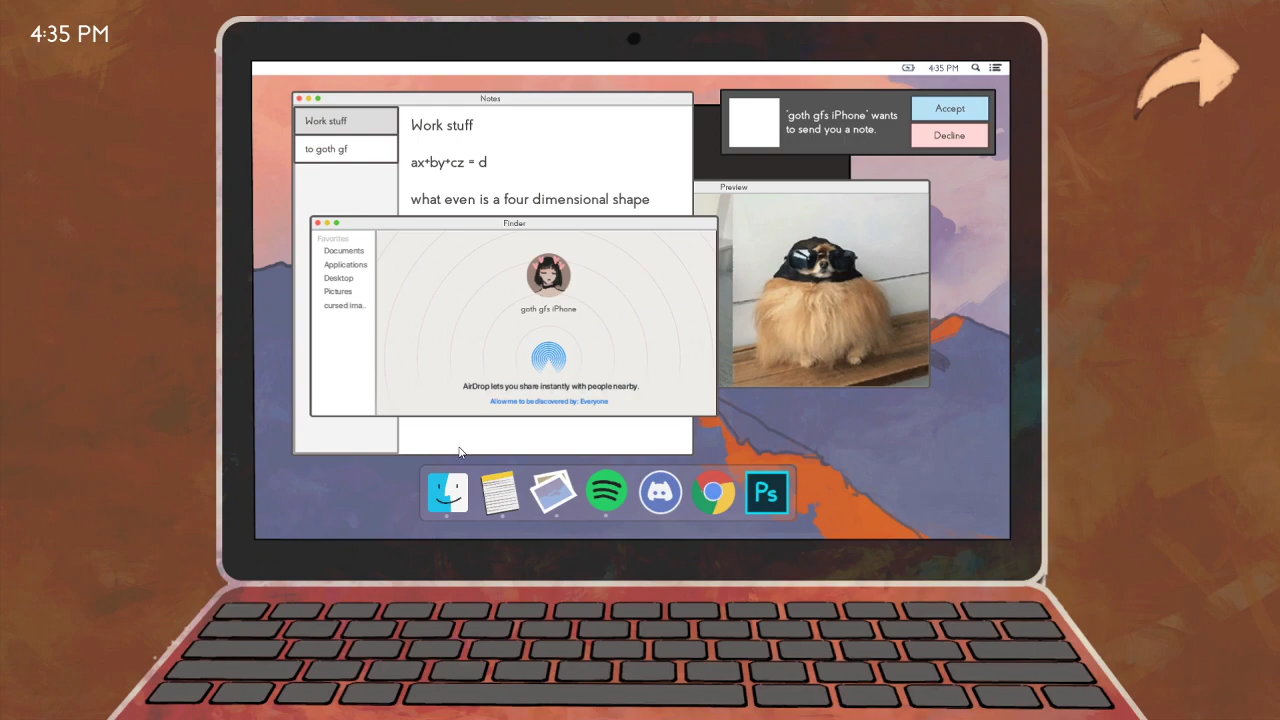 4:35 PM
4:35 PM
Notes
Work stuff
to goth gf
Work stuff
ax+by+cz = d
what even is a four dimensional shape
'goth gfs iPhone' wants
to send you a note.
Accept
Decline
Preview
Finder
Favorites
Documents
Applications
Desktop
Pictures
cursed ima..
goth gfs iPhone
AirDrop lets you share instantly with people nearby.
Allow me to be discovered by: Everyone
Ps